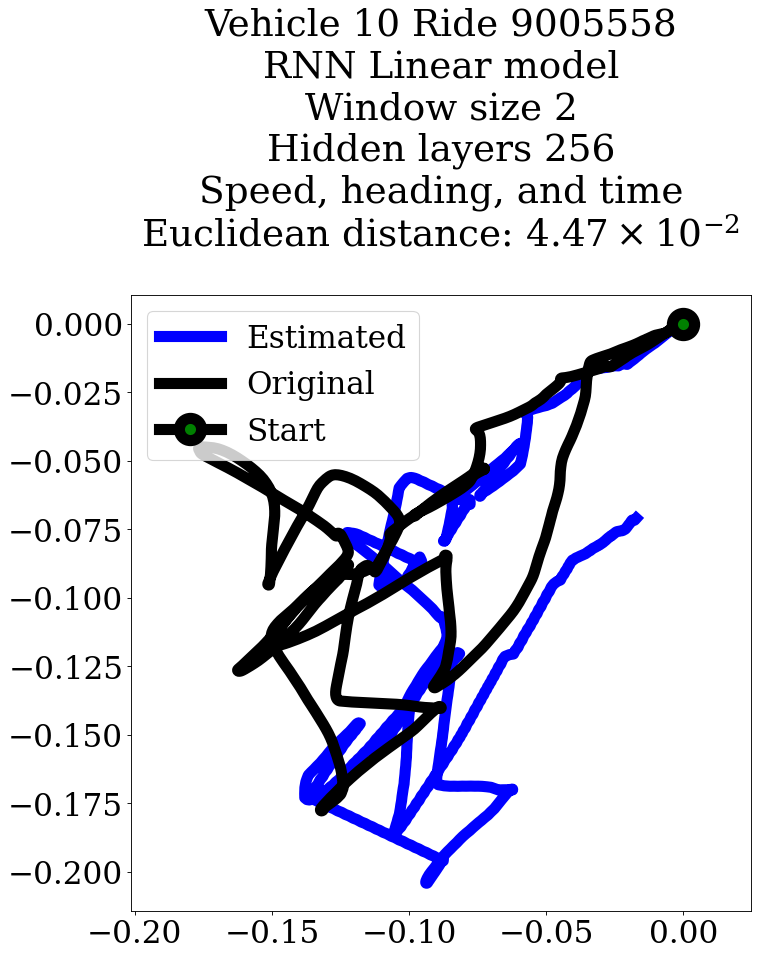 Vehicle 10 Ride 9005558
RNN Linear model
Window size 2
Hidden layers 256
Speed, heading, and time
Euclidean distance: 4.47 × 10⁻²
Estimated
Original
Start
0.000
−0.025
−0.050
−0.075
−0.100
−0.125
−0.150
−0.175
−0.200
−0.20 −0.15 −0.10 −0.05 0.00